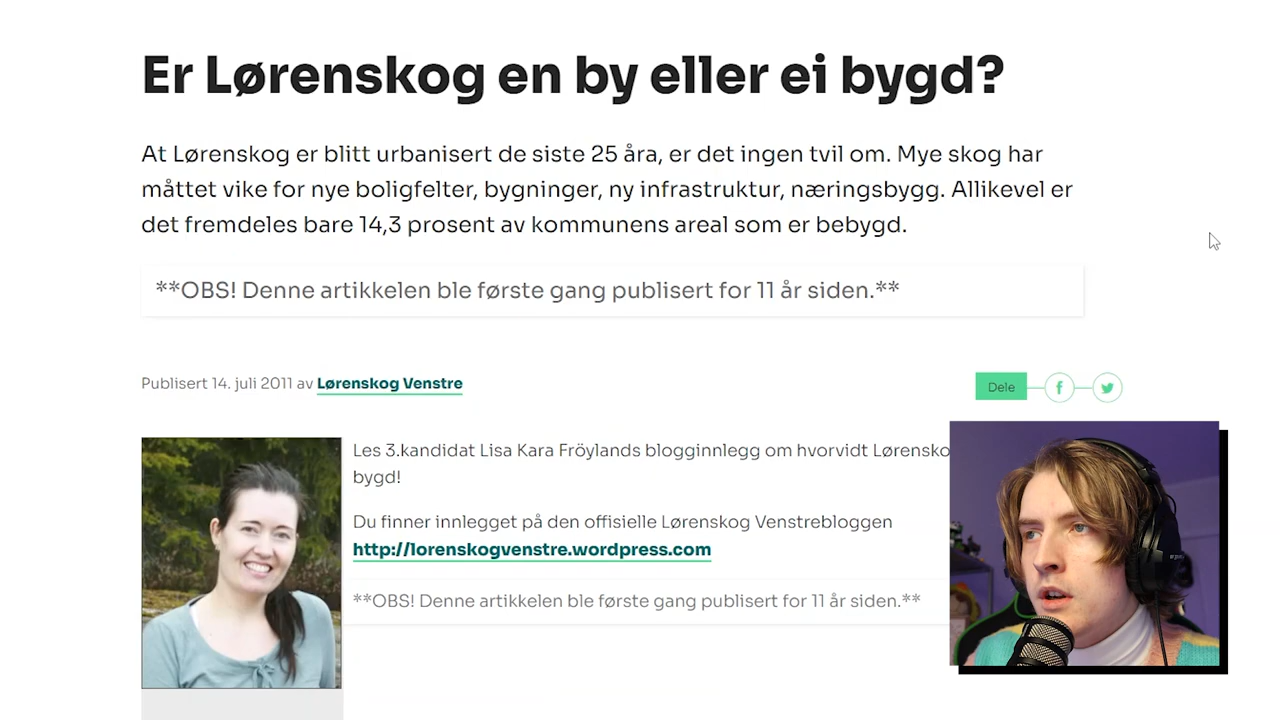 Er Lørenskog en by eller ei bygd?
At Lørenskog er blitt urbanisert de siste 25 åra, er det ingen tvil om. Mye skog har
måttet vike for nye boligfelter, bygninger, ny infrastruktur, næringsbygg. Allikevel er
det fremdeles bare 14,3 prosent av kommunens areal som er bebygd.
**OBS! Denne artikkelen ble første gang publisert for 11 år siden.**
Publisert 14. juli 2011 av Lørenskog Venstre
Dele
Les 3.kandidat Lisa Kara Fröylands blogginnlegg om hvorvidt
bygd!
Du finner innlegget på den offisielle Lørenskog Venstrebloggen
http://lorenskogvenstre.wordpress.com
**OBS! Denne artikkelen ble første gang publisert for 11 år siden.**